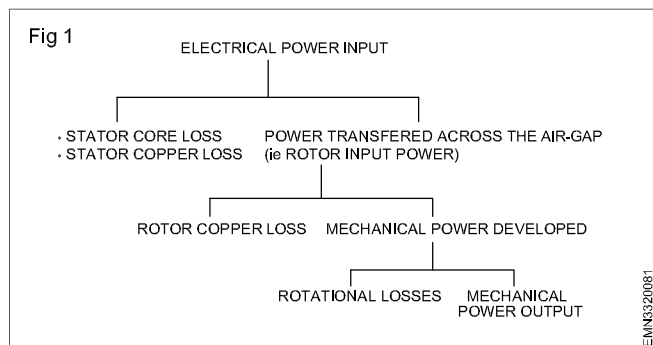 Fig 1
ELECTRICAL POWER INPUT
• STATOR CORE LOSS
• STATOR COPPER LOSS
POWER TRANSFERED ACROSS THE AIR-GAP
(ie ROTOR INPUT POWER)
ROTOR COPPER LOSS
MECHANICAL POWER DEVELOPED
ROTATIONAL LOSSES
MECHANICAL
POWER OUTPUT
EMN3320081